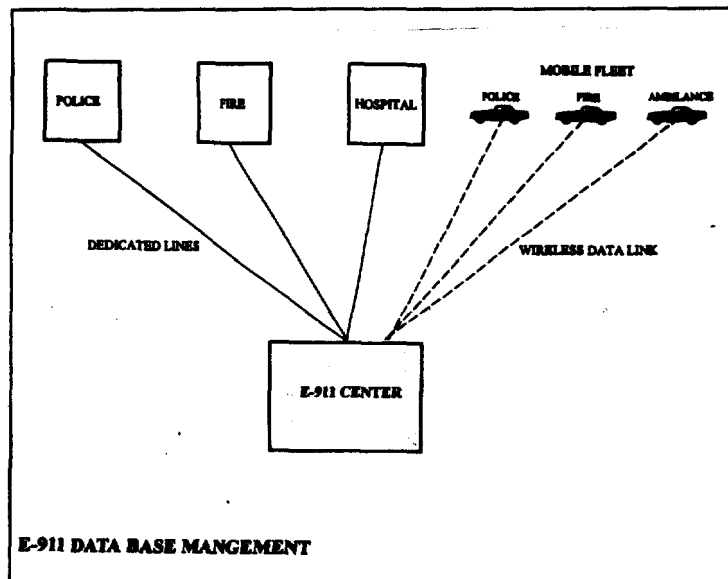 MOBILE FLEET
POLICE
FIRE
HOSPITAL
POLICE
FIRE
AMBULANCE
DEDICATED LINES
WIRELESS DATA LINK
E-911 CENTER
E-911 DATA BASE MANGEMENT